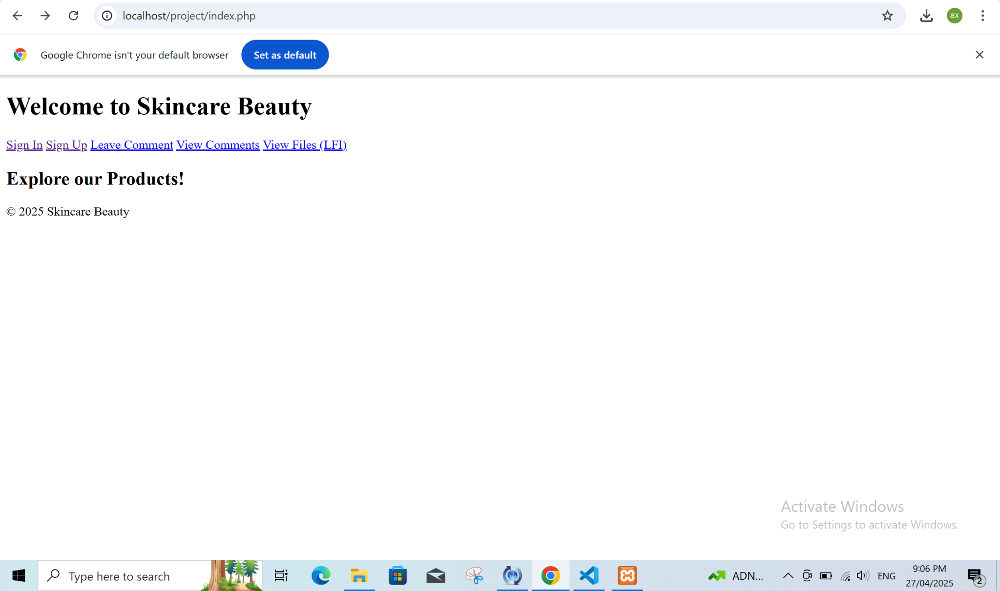 localhost/project/index.php
ax
Google Chrome isn't your default browser
Set as default
Welcome to Skincare Beauty
Sign In Sign Up Leave Comment View Comments View Files (LFI)
Explore our Products!
© 2025 Skincare Beauty
Activate Windows
Go to Settings to activate Windows.
Type here to search
ADN...
ENG
9:06 PM
27/04/2025
2